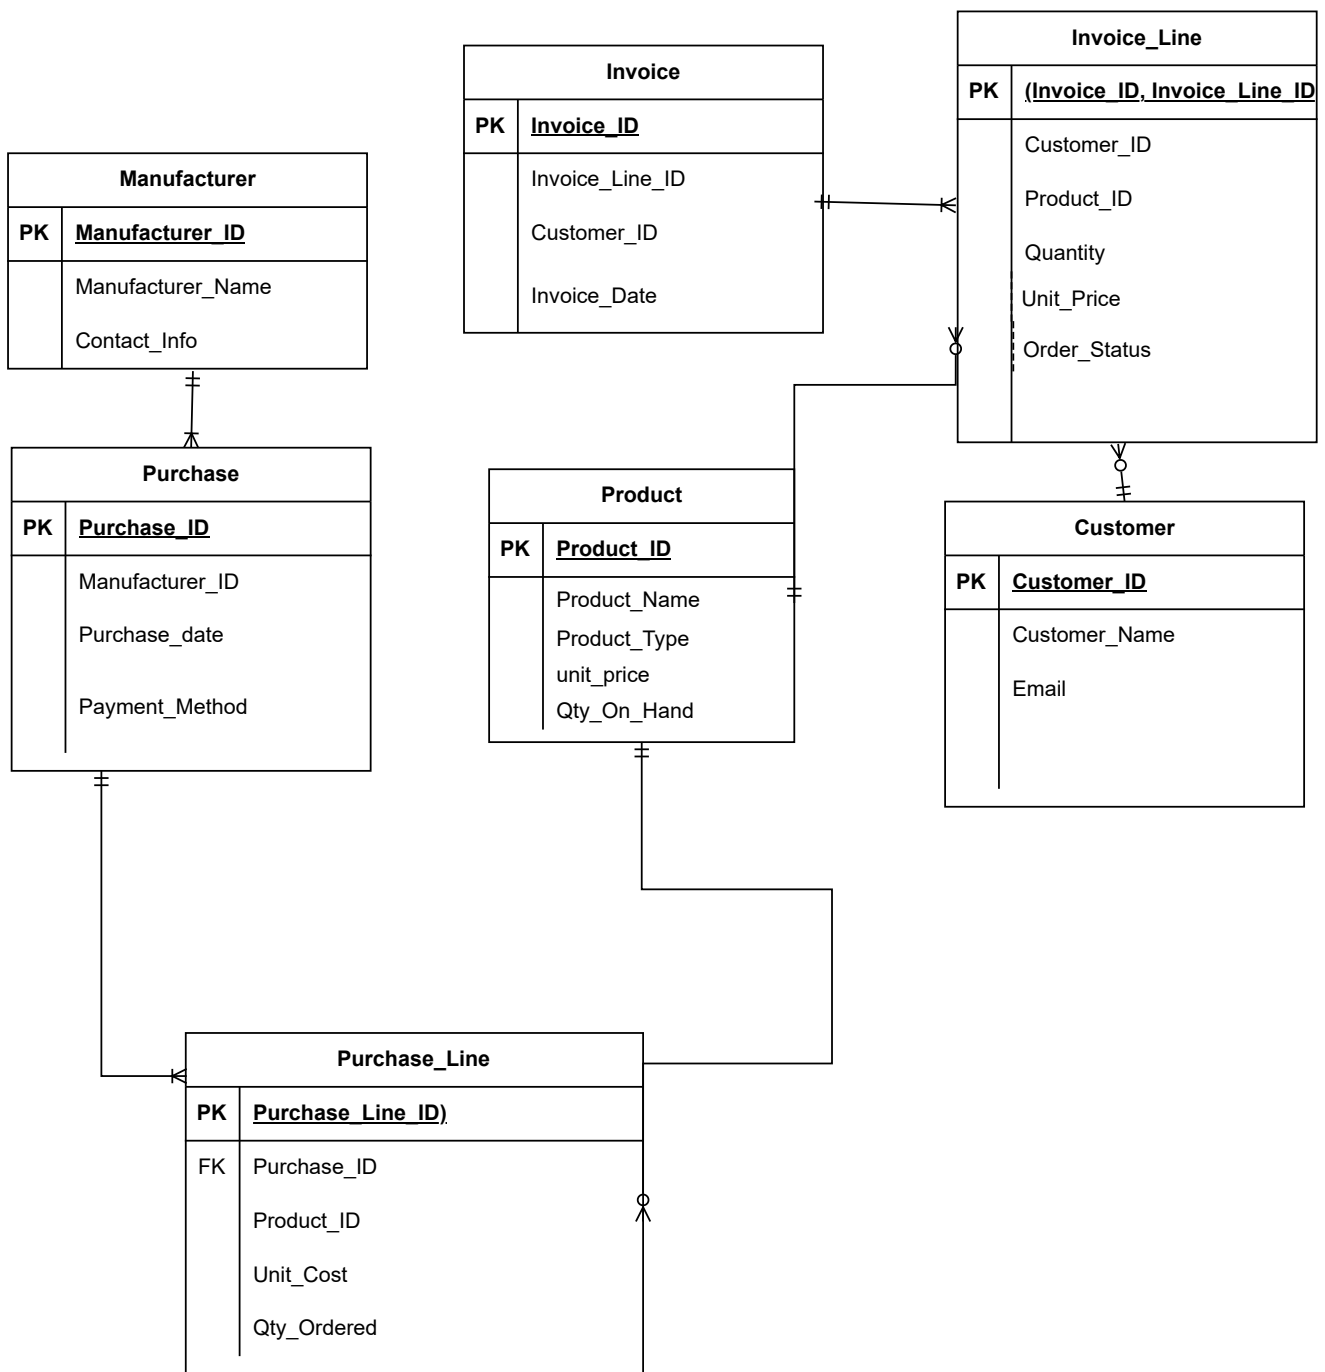 Invoice_Line
PK (Invoice_ID, Invoice_Line_ID
Customer_ID
Product_ID
Quantity
Unit_Price
Order_Status
Invoice
PK Invoice_ID
Invoice_Line_ID
Customer_ID
Invoice_Date
Manufacturer
PK Manufacturer_ID
Manufacturer_Name
Contact_Info
Purchase
PK Purchase_ID
Manufacturer_ID
Purchase_date
Payment_Method
Product
PK Product_ID
Product_Name
Product_Type
unit_price
Qty_On_Hand
Customer
PK Customer_ID
Customer_Name
Email
Purchase_Line
PK Purchase_Line_ID)
FK Purchase_ID
Product_ID
Unit_Cost
Qty_Ordered